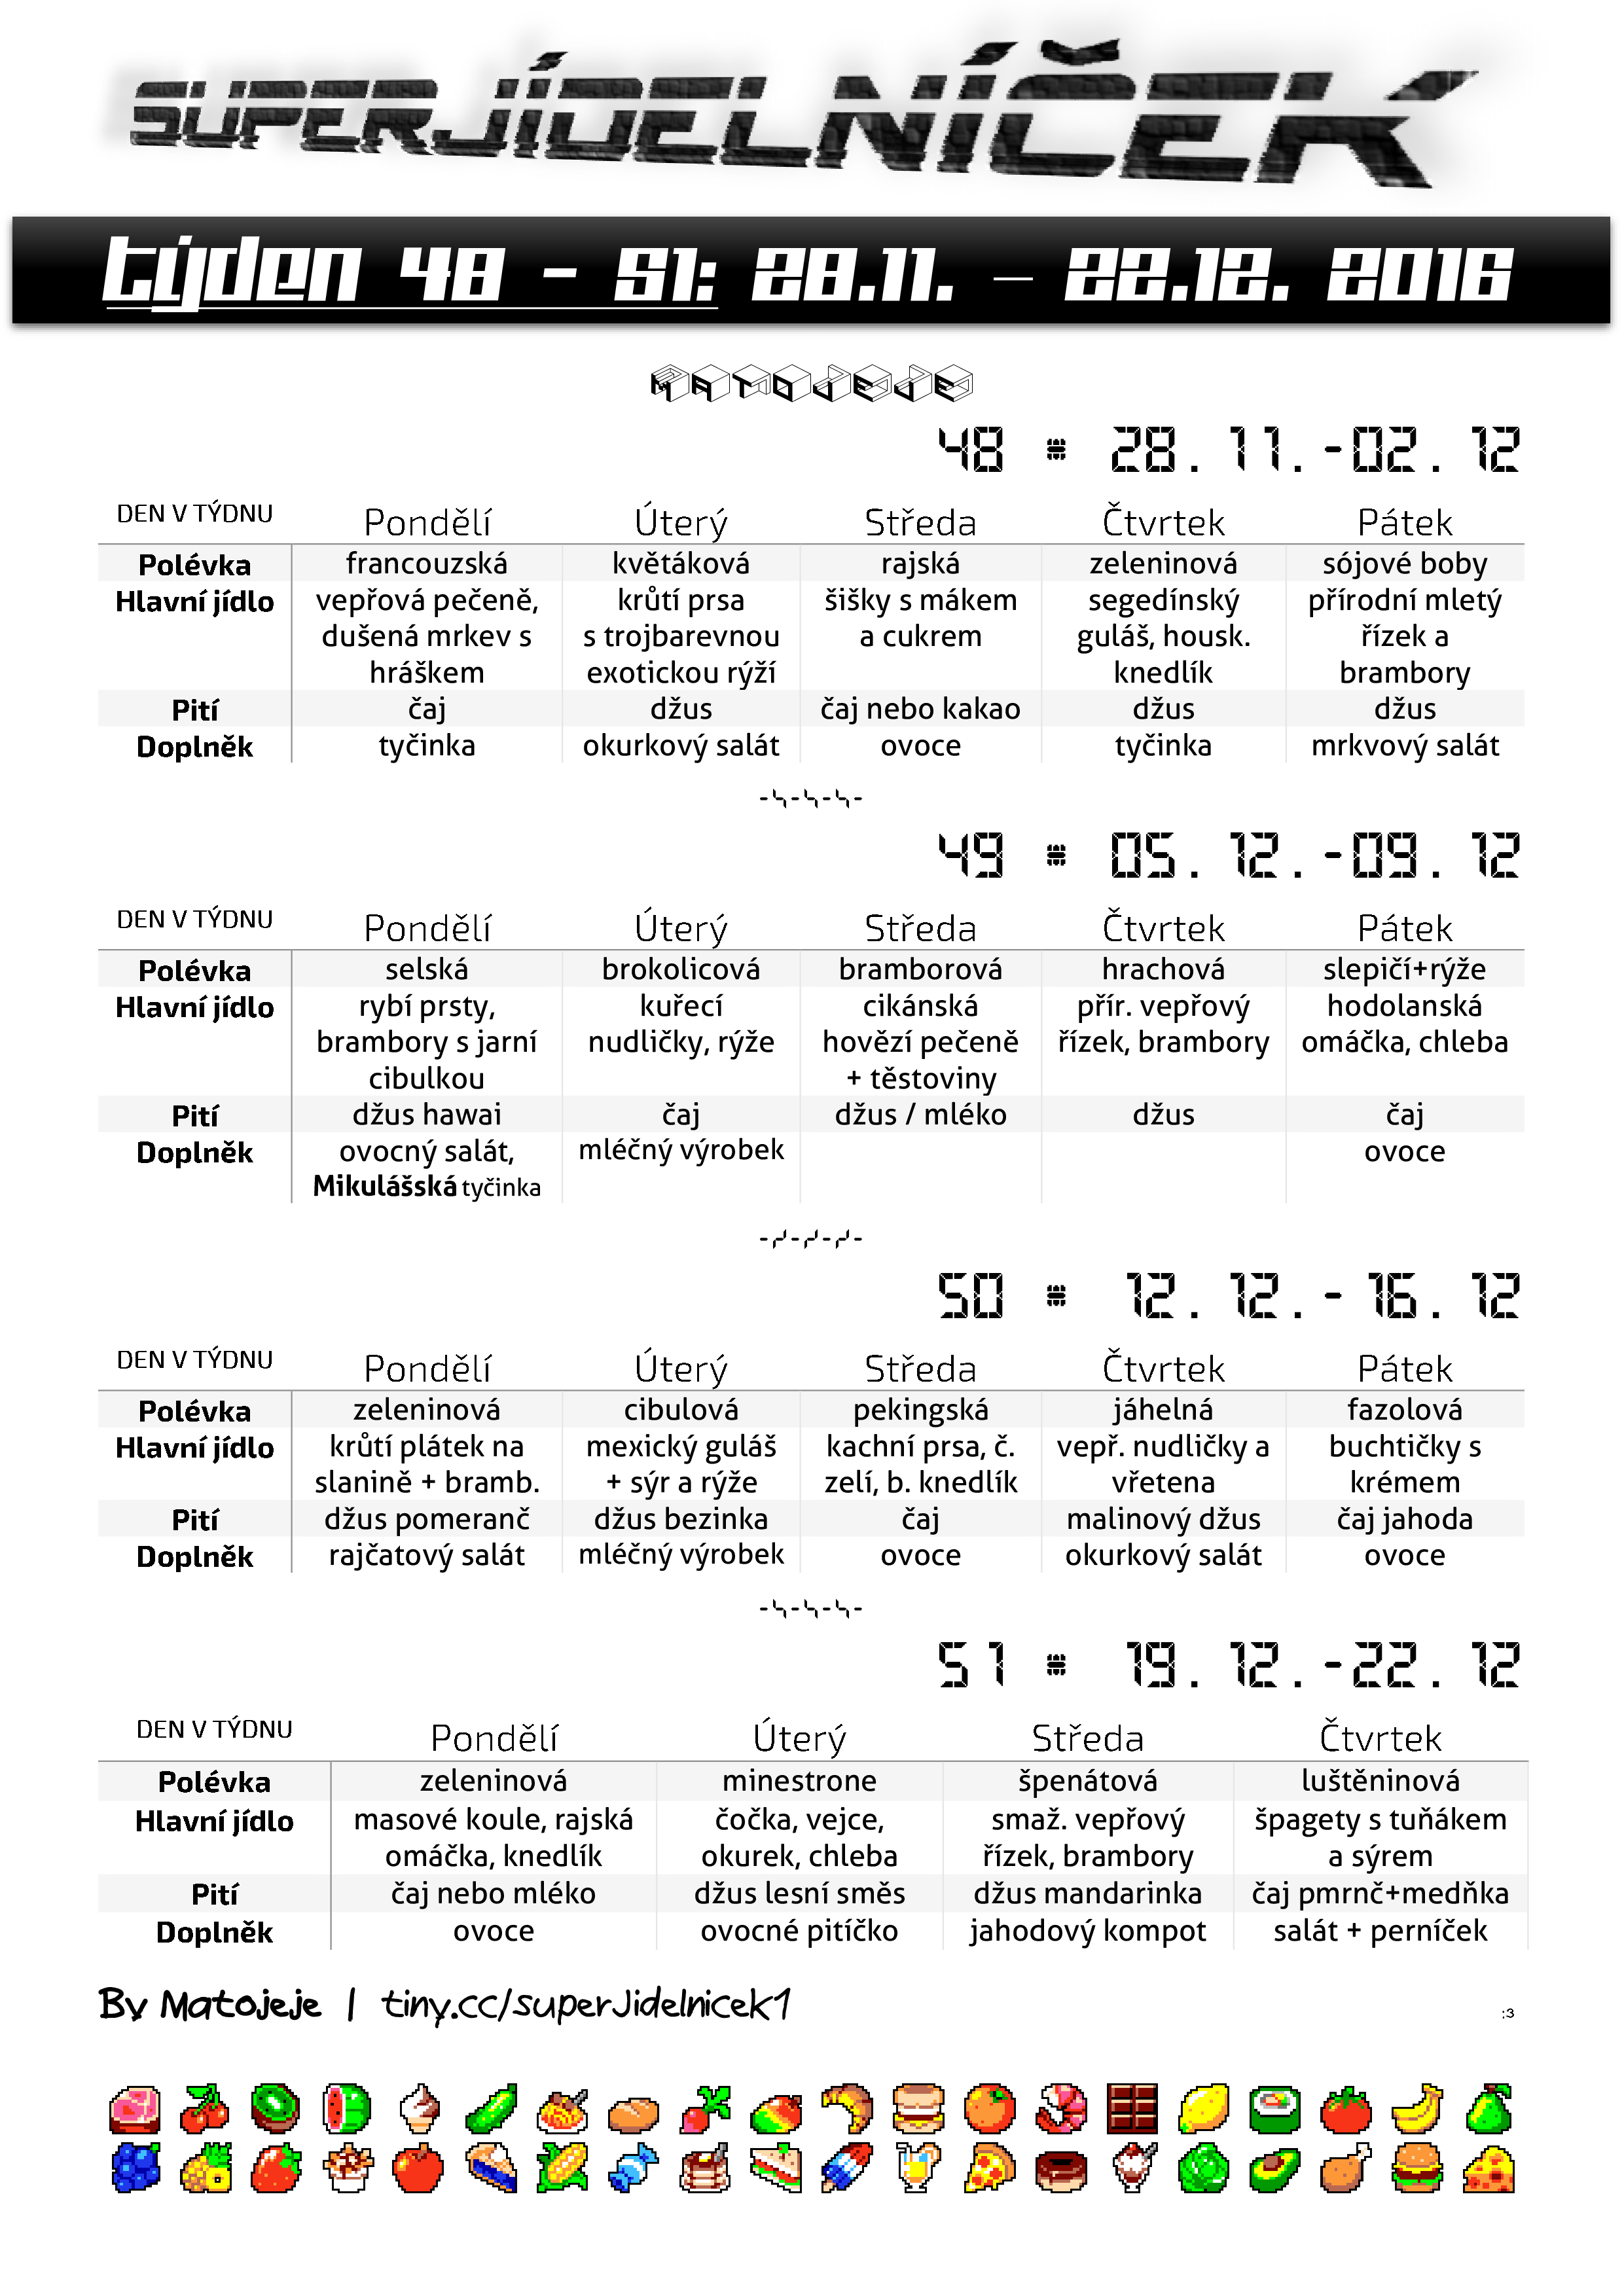 SUPERJÍDELNÍČEK
týden 48 - 51: 28.11. – 22.12. 2016
MATOJEJE
48 = 28.11.-02.12
DEN V TÝDNU Pondělí Úterý Středa Čtvrtek Pátek
Polévka francouzská květáková rajská zeleninová sójové boby
Hlavní jídlo vepřová pečeně, krůtí prsa šišky s mákem segedínský přírodní mletý
dušená mrkev s s trojbarevnou a cukrem guláš, housk. řízek a
hráškem exotickou rýží knedlík brambory
Pití čaj džus čaj nebo kakao džus džus
Doplněk tyčinka okurkový salát ovoce tyčinka mrkvový salát
49 = 05.12.-09.12
DEN V TÝDNU Pondělí Úterý Středa Čtvrtek Pátek
Polévka selská brokolicová bramborová hrachová slepičí+rýže
Hlavní jídlo rybí prsty, kuřecí cikánská přír. vepřový hodolanská
brambory s jarní nudličky, rýže hovězí pečeně řízek, brambory omáčka, chleba
cibulkou + těstoviny
Pití džus hawai čaj džus / mléko džus čaj
Doplněk ovocný salát, mléčný výrobek ovoce
Mikulášská tyčinka
50 = 12.12.- 16.12
DEN V TÝDNU Pondělí Úterý Středa Čtvrtek Pátek
Polévka zeleninová cibulová pekingská jáhelná fazolová
Hlavní jídlo krůtí plátek na mexický guláš kachní prsa, č. vepř. nudličky a buchtičky s
slanině + bramb. + sýr a rýže zelí, b. knedlík vřetena krémem
Pití džus pomeranč džus bezinka čaj malinový džus čaj jahoda
Doplněk rajčatový salát mléčný výrobek ovoce okurkový salát ovoce
51 = 19.12.-22.12
DEN V TÝDNU Pondělí Úterý Středa Čtvrtek
Polévka zeleninová minestrone špenátová luštěninová
Hlavní jídlo masové koule, rajská čočka, vejce, smaž. vepřový špagety s tuňákem
omáčka, knedlík okurek, chleba řízek, brambory a sýrem
Pití čaj nebo mléko džus lesní směs džus mandarinka čaj pmrnč+medňka
Doplněk ovoce ovocné pitíčko jahodový kompot salát + perníček
By Matojeje | tiny.cc/superJidelnicek1 :3